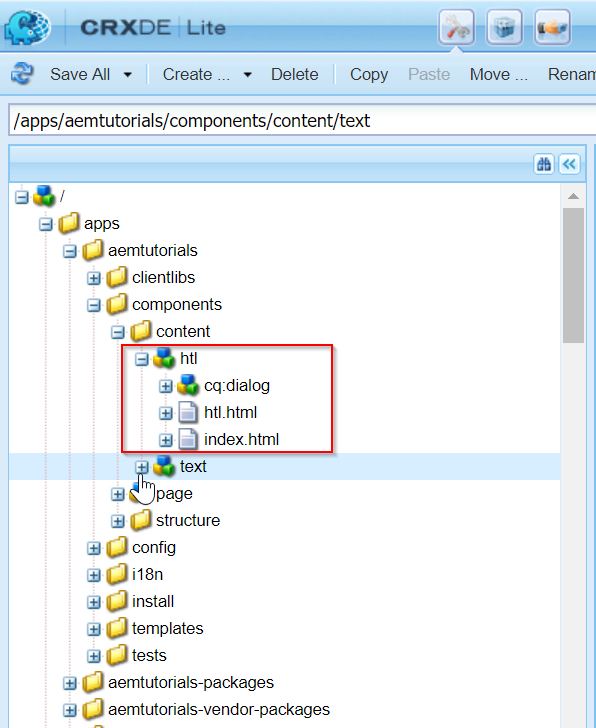 CRXDE | Lite
Save All Create ... Delete Copy Paste Move ... Renam
/apps/aemtutorials/components/content/text
/
apps
aemtutorials
clientlibs
components
content
htl
cq:dialog
htl.html
index.html
text
page
structure
config
i18n
install
templates
tests
aemtutorials-packages
aemtutorials-vendor-packages